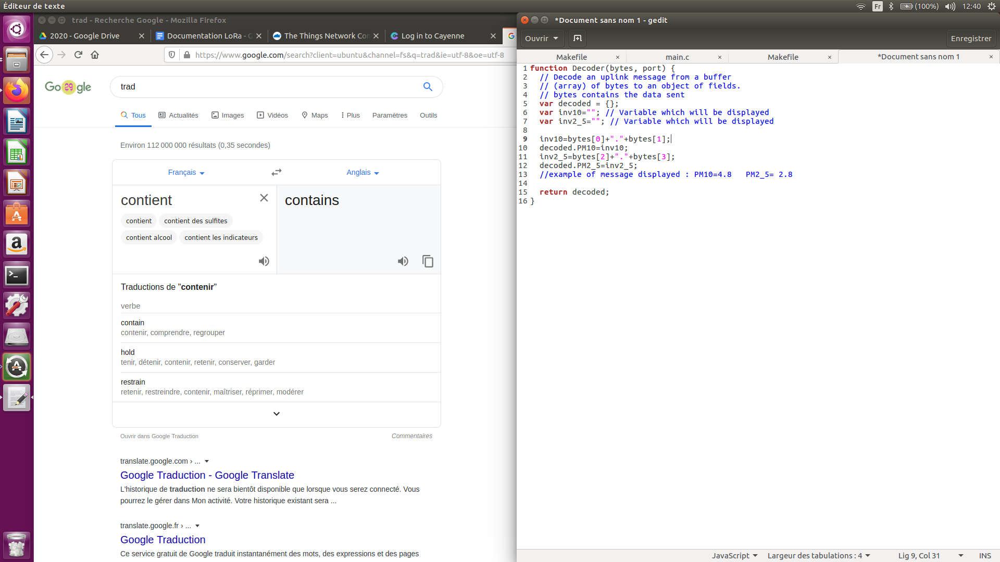 Éditeur de texte
Fr
(100%)
12:40
trad - Recherche Google - Mozilla Firefox
2020 - Google Drive
Documentation LoRa - G
The Things Network Con
Log in to Cayenne
https://www.google.com/search?client=ubuntu&channel=fs&q=trad&ie=utf-8&oe=utf-8
Google
trad
Tous
Actualités
Images
Vidéos
Maps
Plus
Paramètres
Outils
Environ 112 000 000 résultats (0,35 secondes)
Français
Anglais
contient
contains
contient
contient des sulfites
contient alcool
contient les indicateurs
Traductions de "contenir"
verbe
contain
contenir, comprendre, regrouper
hold
tenir, détenir, contenir, retenir, conserver, garder
restrain
retenir, restreindre, contenir, maîtriser, réprimer, modérer
Ouvrir dans Google Traduction
Commentaires
translate.google.com › ...
Google Traduction - Google Translate
L'historique de traduction ne sera bientôt disponible que lorsque vous serez connecté. Vous
pourrez le gérer dans Mon activité. Votre historique existant sera ...
translate.google.fr › ...
Google Traduction
Ce service gratuit de Google traduit instantanément des mots, des expressions et des pages
*Document sans nom 1 - gedit
Ouvrir
Enregistrer
Makefile
main.c
Makefile
*Document sans nom 1
1 function Decoder(bytes, port) {
2   // Decode an uplink message from a buffer
3   // (array) of bytes to an object of fields.
4   // bytes contains the data sent
5   var decoded = {};
6   var inv10=""; // Variable which will be displayed
7   var inv2_5=""; // Variable which will be displayed
8
9   inv10=bytes[0]+"."+bytes[1];
10   decoded.PM10=inv10;
11   inv2_5=bytes[2]+"."+bytes[3];
12   decoded.PM2_5=inv2_5;
13   //example of message displayed : PM10=4.8   PM2_5= 2.8
14
15   return decoded;
16 }
JavaScript
Largeur des tabulations : 4
Lig 9, Col 31
INS